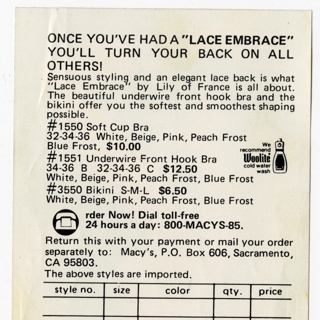 ONCE YOU'VE HAD A "LACE EMBRACE"
YOU'LL TURN YOUR BACK ON ALL
OTHERS!
Sensuous styling and an elegant lace back is what
"Lace Embrace" by Lily of France is all about.
The beautiful underwire front hook bra and the
bikini offer you the softest and smoothest shaping
possible.
#1550 Soft Cup Bra
32-34-36 White, Beige, Pink, Peach Frost
Blue Frost, $10.00
#1551 Underwire Front Hook Bra
34-36 B 32-34-36 C $12.50
White, Beige, Pink, Peach Frost, Blue Frost
#3550 Bikini S-M-L $6.50
White, Beige, Pink, Peach Frost, Blue Frost
We
recommend
Woolite
cold water
wash
rder Now! Dial toll-free
24 hours a day: 800-MACYS-85.
Return this with your payment or mail your order
separately to: Macy's, P.O. Box 606, Sacramento,
CA 95803.
The above styles are imported.
style no. size color qty. price